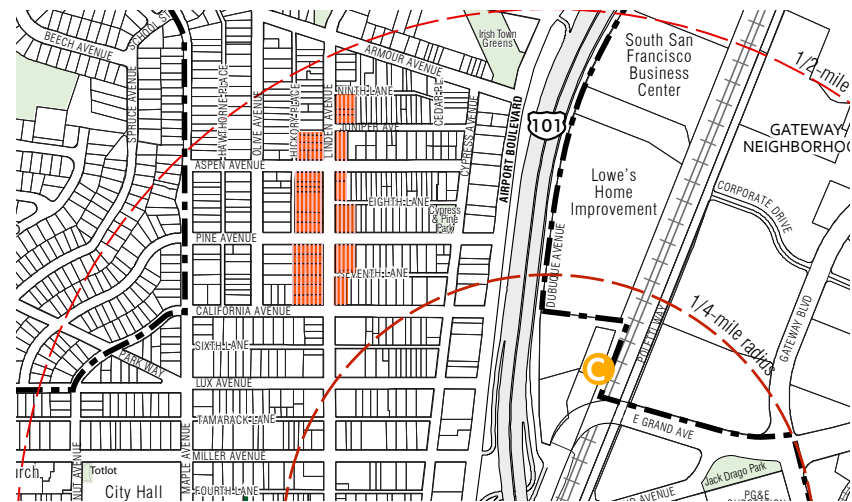 SCHOOL ST
BEECH AVENUE
SPRUCE AVENUE
HAWTHORNE PLACE
OLIVE AVENUE
HICKORY PLACE
LINDEN AVENUE
ARMOUR AVENUE
Irish Town
Greens
NINTH LANE
CEDAR PL
JUNIPER AVE
CYPRESS AVENUE
AIRPORT BOULEVARD
101
South San
Francisco
Business
Center
1/2-mile
GATEWAY
NEIGHBORHOO
ASPEN AVENUE
EIGHTH LANE
Cypress
& Pine
Park
Lowe's
Home
Improvement
CORPORATE DRIVE
PINE AVENUE
SEVENTH LANE
DUBUQUE AVENUE
CALIFORNIA AVENUE
1/4-mile radius
GATEWAY BLVD
POLETTI WAY
SIXTH LANE
PARK WAY
C
LUX AVENUE
TAMARACK LANE
E GRAND AVE
MAPLE AVENUE
MILLER AVENUE
Totlot
City Hall
FOURTH LANE
Jack Drago Park
PG&E